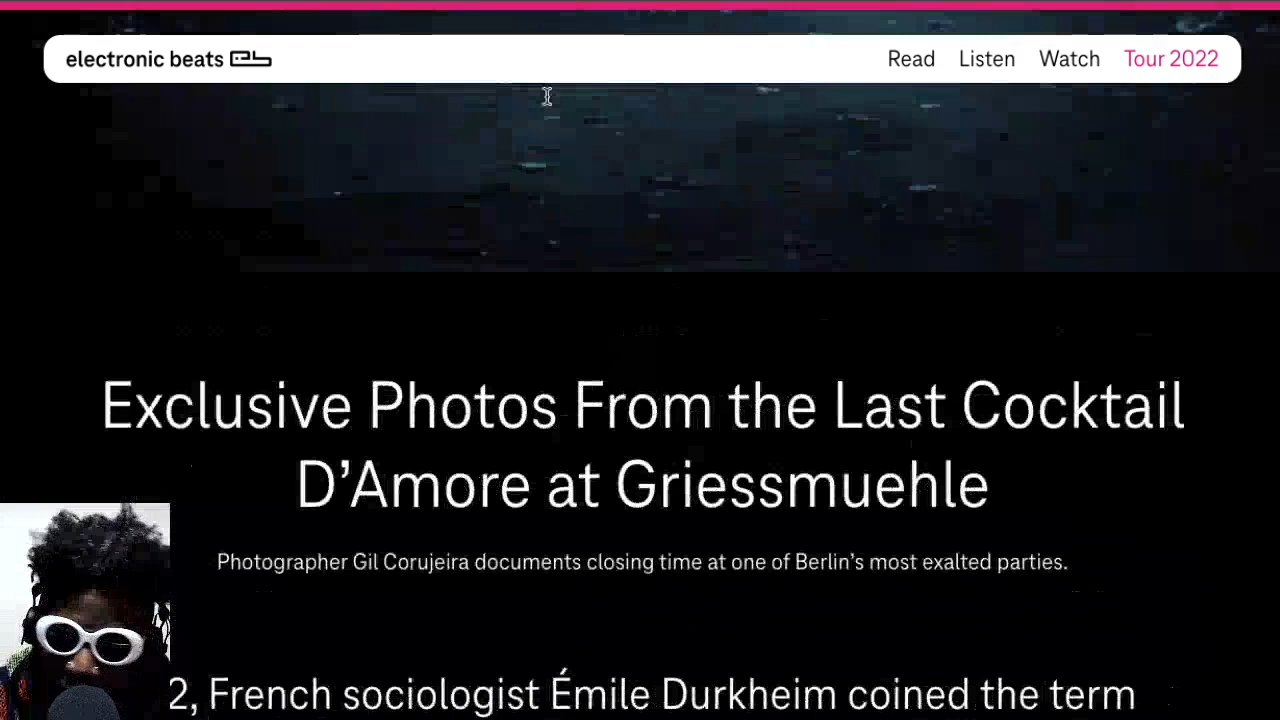 electronic beats
Read Listen Watch Tour 2022
Exclusive Photos From the Last Cocktail
D’Amore at Griessmuehle
Photographer Gil Corujeira documents closing time at one of Berlin’s most exalted parties.
2, French sociologist Émile Durkheim coined the term